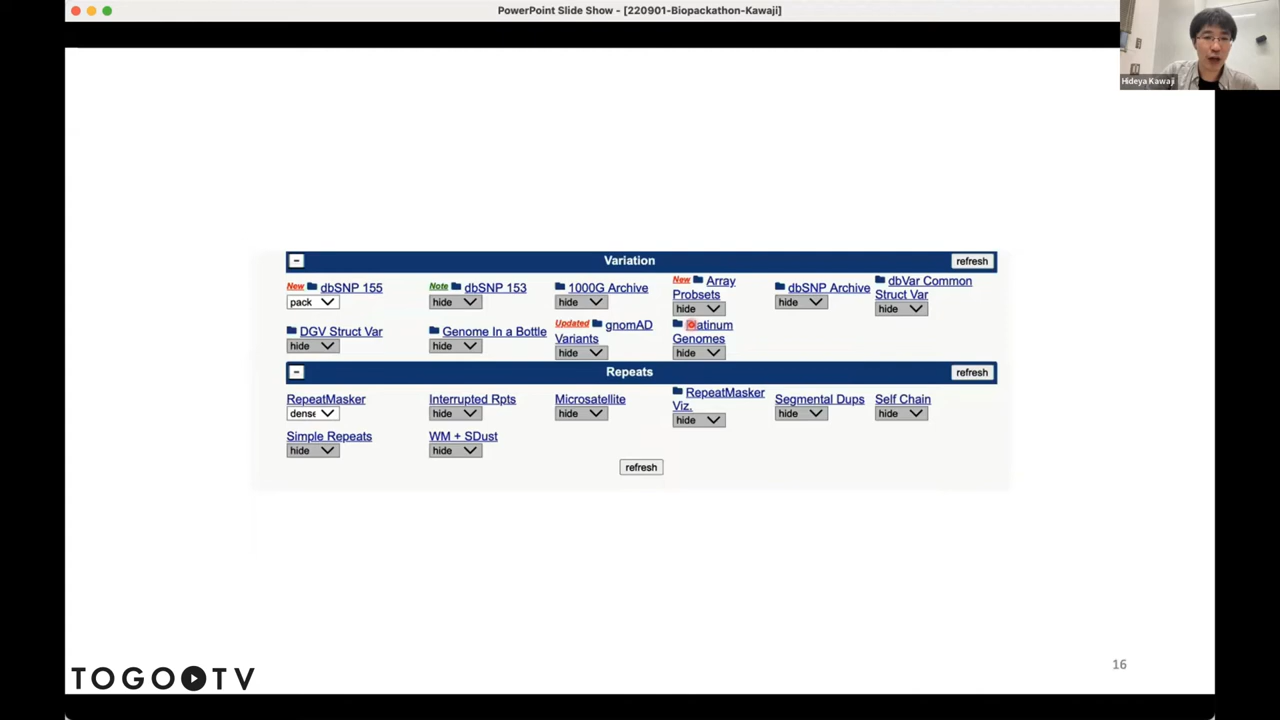 PowerPoint Slide Show - [220901-Biopackathon-Kawaji]
Hideya Kawaji
- Variation refresh
New dbSNP 155 Note dbSNP 153 1000G Archive New Array Probsets dbSNP Archive dbVar Common Struct Var
pack hide hide hide hide hide
DGV Struct Var Genome In a Bottle Updated gnomAD Variants atinum Genomes
hide hide hide hide
- Repeats refresh
RepeatMasker Interrupted Rpts Microsatellite RepeatMasker Viz. Segmental Dups Self Chain
dense hide hide hide hide hide
Simple Repeats WM + SDust
hide hide
refresh
16
TOGO TV